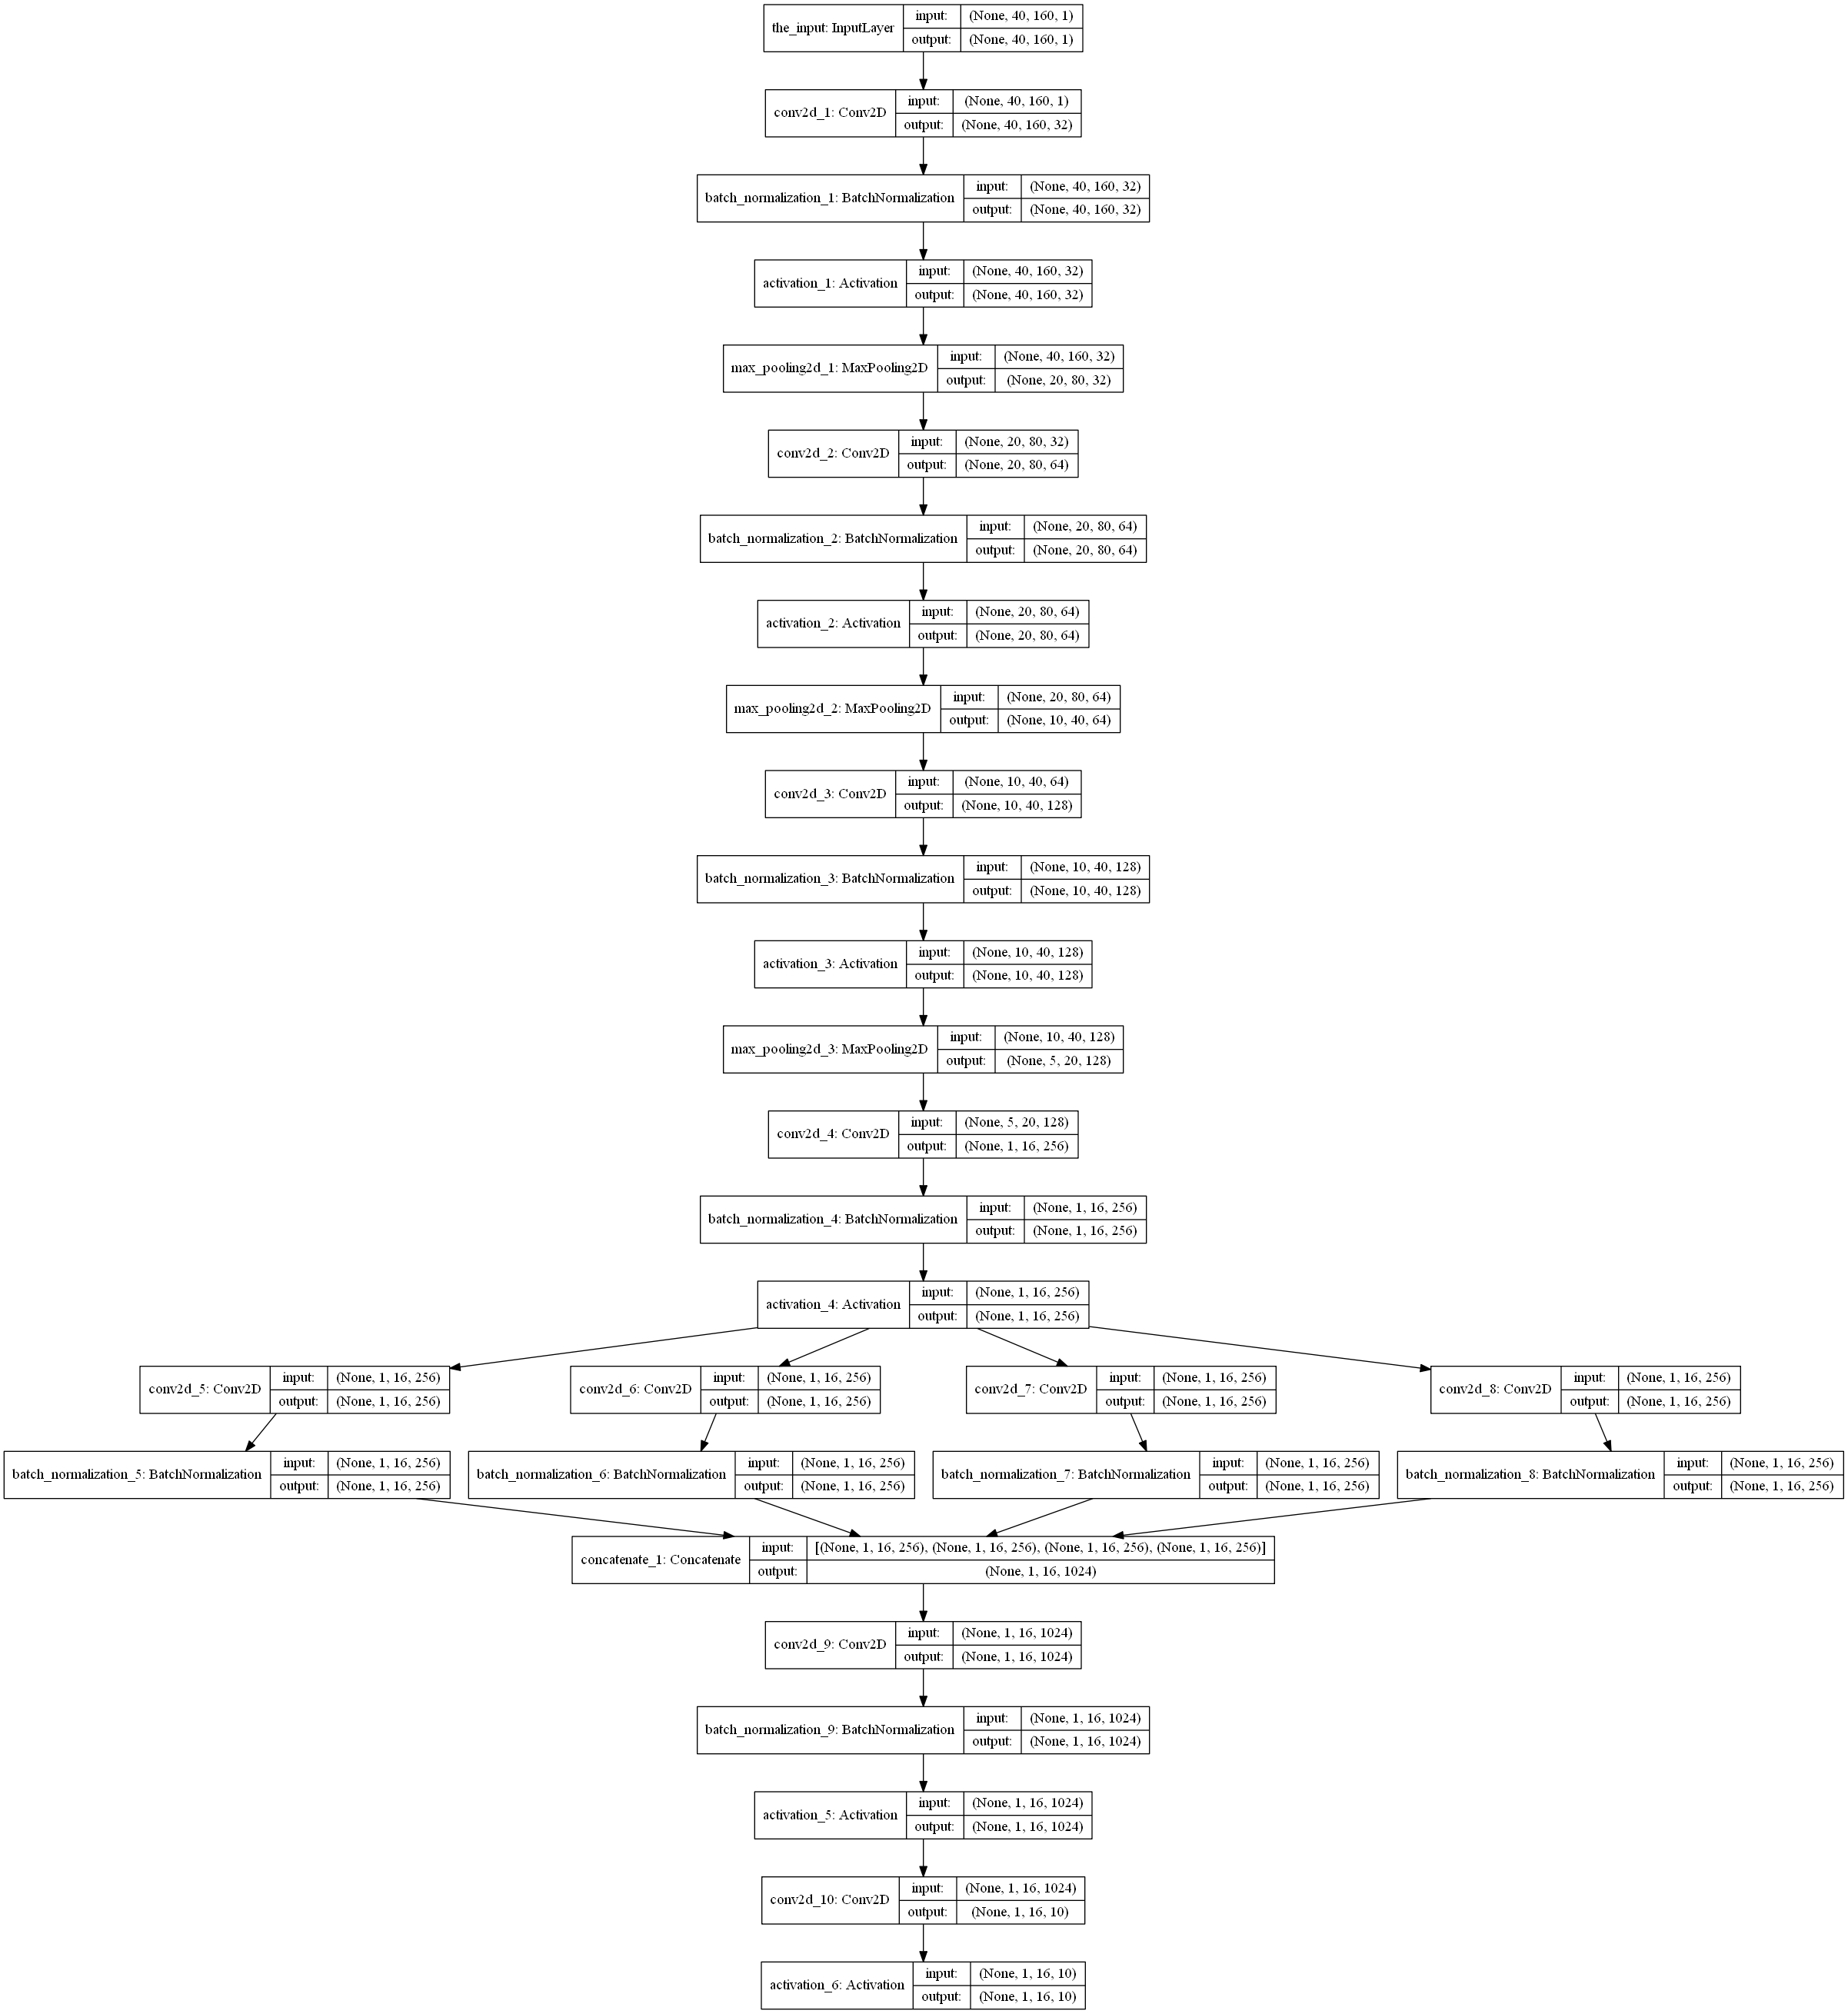 the_input: InputLayer input: (None, 40, 160, 1)
output: (None, 40, 160, 1)
conv2d_1: Conv2D input: (None, 40, 160, 1)
output: (None, 40, 160, 32)
batch_normalization_1: BatchNormalization input: (None, 40, 160, 32)
output: (None, 40, 160, 32)
activation_1: Activation input: (None, 40, 160, 32)
output: (None, 40, 160, 32)
max_pooling2d_1: MaxPooling2D input: (None, 40, 160, 32)
output: (None, 20, 80, 32)
conv2d_2: Conv2D input: (None, 20, 80, 32)
output: (None, 20, 80, 64)
batch_normalization_2: BatchNormalization input: (None, 20, 80, 64)
output: (None, 20, 80, 64)
activation_2: Activation input: (None, 20, 80, 64)
output: (None, 20, 80, 64)
max_pooling2d_2: MaxPooling2D input: (None, 20, 80, 64)
output: (None, 10, 40, 64)
conv2d_3: Conv2D input: (None, 10, 40, 64)
output: (None, 10, 40, 128)
batch_normalization_3: BatchNormalization input: (None, 10, 40, 128)
output: (None, 10, 40, 128)
activation_3: Activation input: (None, 10, 40, 128)
output: (None, 10, 40, 128)
max_pooling2d_3: MaxPooling2D input: (None, 10, 40, 128)
output: (None, 5, 20, 128)
conv2d_4: Conv2D input: (None, 5, 20, 128)
output: (None, 1, 16, 256)
batch_normalization_4: BatchNormalization input: (None, 1, 16, 256)
output: (None, 1, 16, 256)
activation_4: Activation input: (None, 1, 16, 256)
output: (None, 1, 16, 256)
conv2d_5: Conv2D input: (None, 1, 16, 256)
output: (None, 1, 16, 256)
conv2d_6: Conv2D input: (None, 1, 16, 256)
output: (None, 1, 16, 256)
conv2d_7: Conv2D input: (None, 1, 16, 256)
output: (None, 1, 16, 256)
conv2d_8: Conv2D input: (None, 1, 16, 256)
output: (None, 1, 16, 256)
batch_normalization_5: BatchNormalization input: (None, 1, 16, 256)
output: (None, 1, 16, 256)
batch_normalization_6: BatchNormalization input: (None, 1, 16, 256)
output: (None, 1, 16, 256)
batch_normalization_7: BatchNormalization input: (None, 1, 16, 256)
output: (None, 1, 16, 256)
batch_normalization_8: BatchNormalization input: (None, 1, 16, 256)
output: (None, 1, 16, 256)
concatenate_1: Concatenate input: [(None, 1, 16, 256), (None, 1, 16, 256), (None, 1, 16, 256), (None, 1, 16, 256)]
output: (None, 1, 16, 1024)
conv2d_9: Conv2D input: (None, 1, 16, 1024)
output: (None, 1, 16, 1024)
batch_normalization_9: BatchNormalization input: (None, 1, 16, 1024)
output: (None, 1, 16, 1024)
activation_5: Activation input: (None, 1, 16, 1024)
output: (None, 1, 16, 1024)
conv2d_10: Conv2D input: (None, 1, 16, 1024)
output: (None, 1, 16, 10)
activation_6: Activation input: (None, 1, 16, 10)
output: (None, 1, 16, 10)